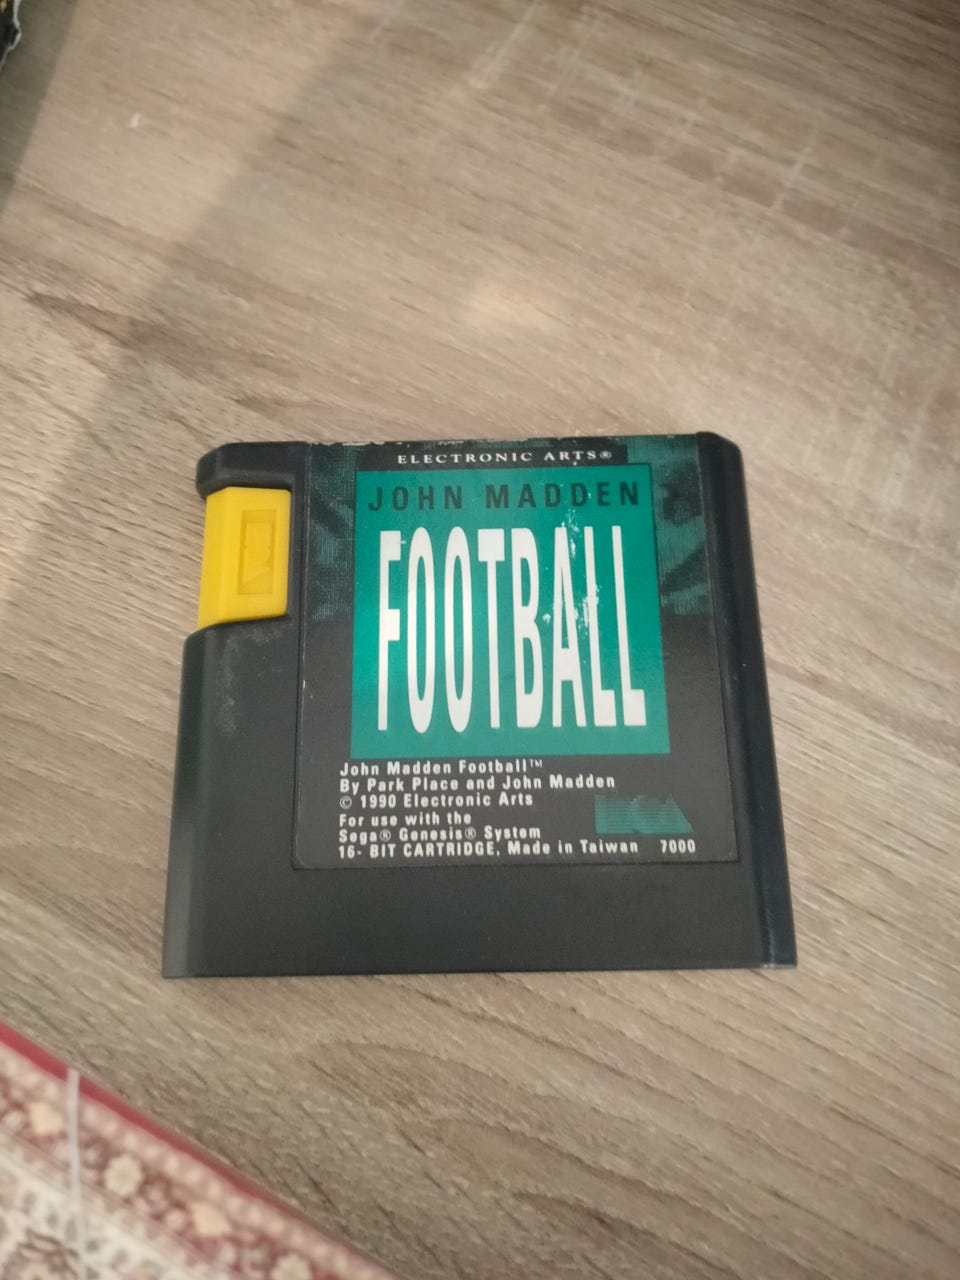 ELECTRONIC ARTS®
JOHN MADDEN
FOOTBALL
John Madden Football™
By Park Place and John Madden
© 1990 Electronic Arts
For use with the
Sega® Genesis® System
16- BIT CARTRIDGE. Made in Taiwan 7000